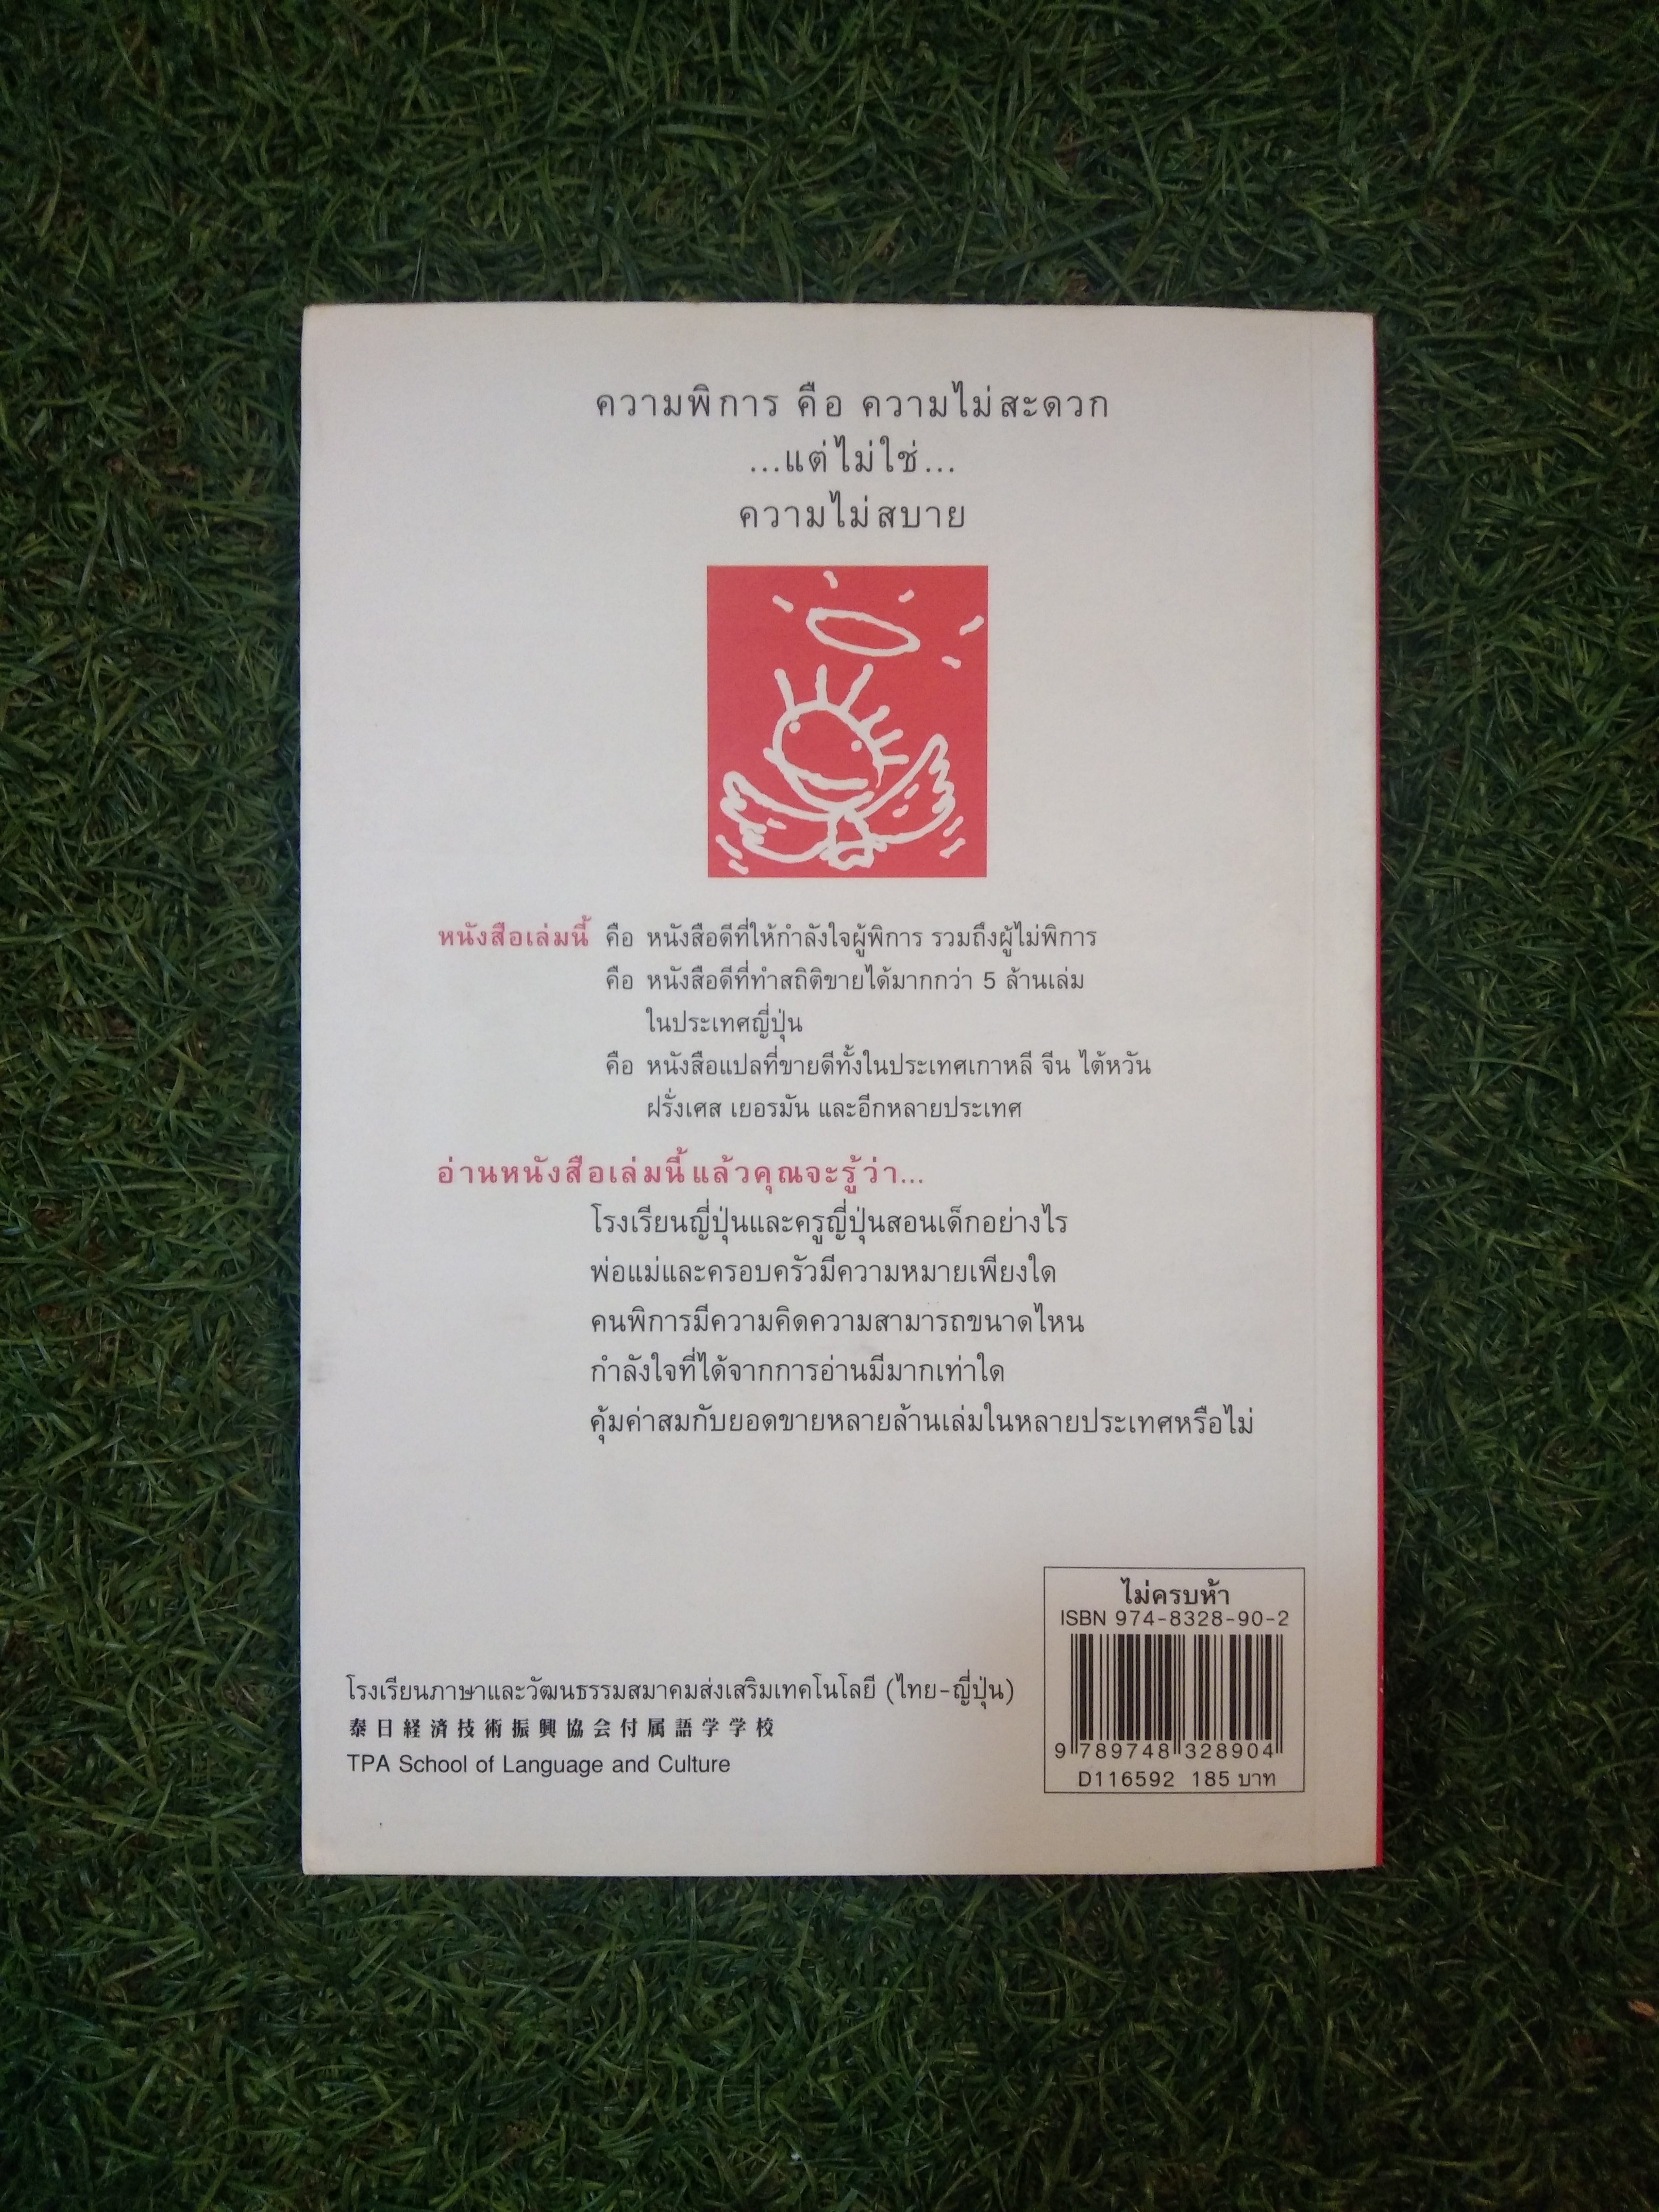 ความพิการ คือ ความไม่สะดวก
...แต่ไม่ใช่...
ความไม่สบาย
หนังสือเล่มนี้ คือ หนังสือดีที่ให้กำลังใจผู้พิการ รวมถึงผู้ไม่พิการ
คือ หนังสือดีที่ทำสถิติขายได้มากกว่า 5 ล้านเล่ม
ในประเทศญี่ปุ่น
คือ หนังสือแปลที่ขายดีทั้งในประเทศเกาหลี จีน ไต้หวัน
ฝรั่งเศส เยอรมัน และอีกหลายประเทศ
อ่านหนังสือเล่มนี้ แล้วคุณจะรู้ว่า...
โรงเรียนญี่ปุ่นและครูญี่ปุ่นสอนเด็กอย่างไร
พ่อแม่และครอบครัวมีความหมายเพียงใด
คนพิการมีความคิดความสามารถขนาดไหน
กำลังใจที่ได้จากการอ่านมีมากเท่าใด
คุ้มค่าสมกับยอดขายหลายล้านเล่มในหลายประเทศหรือไม่
ไม่ครบห้า
ISBN 974-8328-90-2
9 789748 328904
D116592 185 บาท
โรงเรียนภาษาและวัฒนธรรมสมาคมส่งเสริมเทคโนโลยี (ไทย-ญี่ปุ่น)
泰日経済技術振興協会付属語学学校
TPA School of Language and Culture